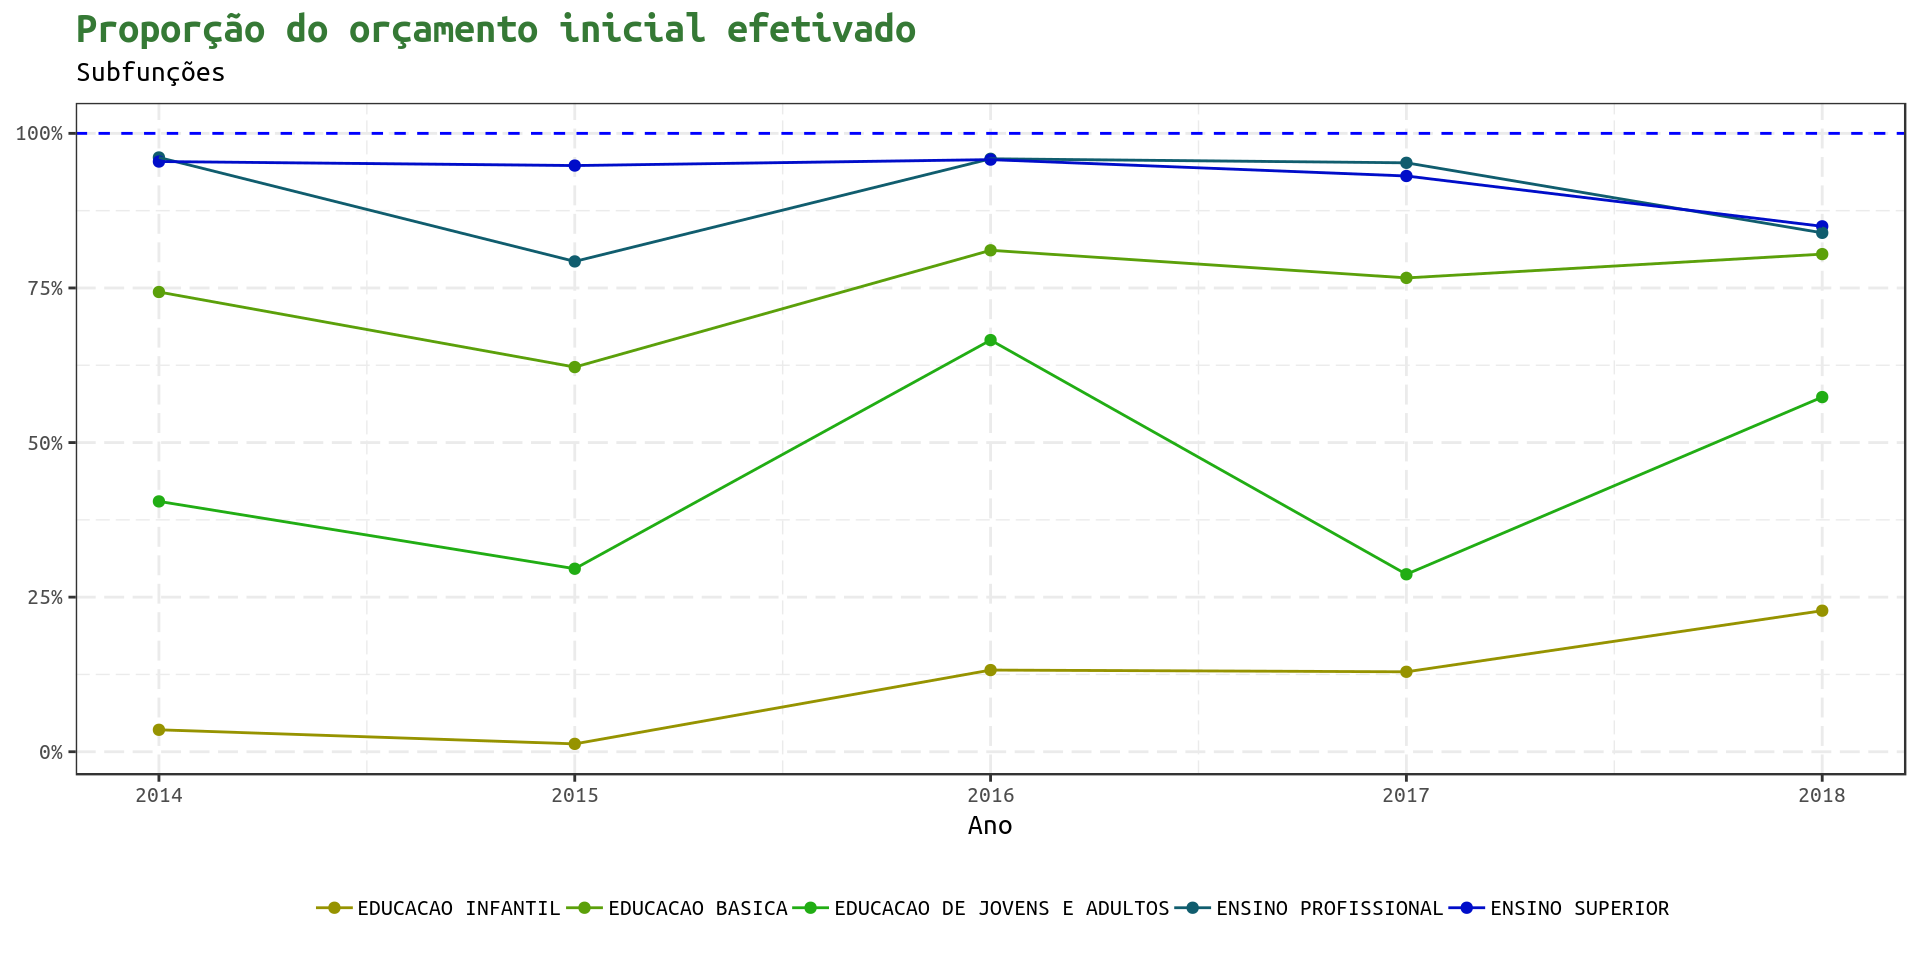 Proporção do orçamento inicial efetivado
Subfunções
100%
75%
50%
25%
0%
2014 2015 2016 2017 2018
Ano
EDUCACAO INFANTIL EDUCACAO BASICA EDUCACAO DE JOVENS E ADULTOS ENSINO PROFISSIONAL ENSINO SUPERIOR